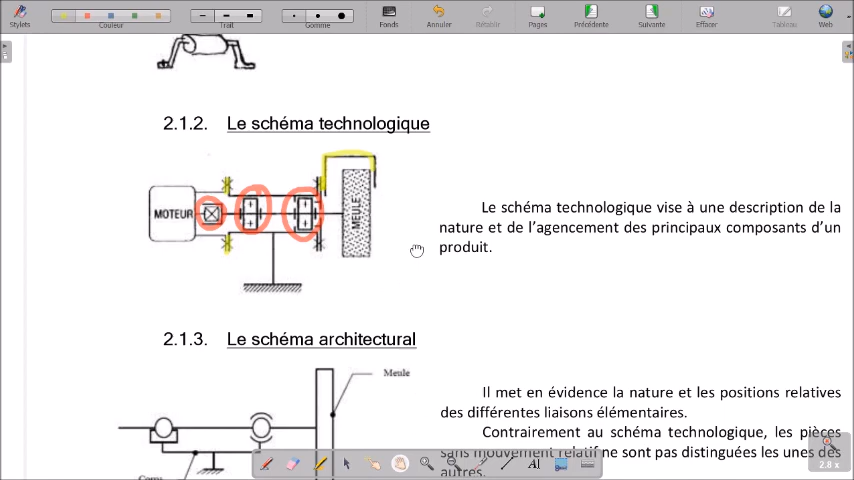 Stylets
Couleur
Trait
Gomme
Fonds
Annuler
Rétablir
Pages
Précédente
Suivante
Effacer
Tableau
Web
2.1.2. Le schéma technologique
MOTEUR
MEULE
Le schéma technologique vise à une description de la
nature et de l'agencement des principaux composants d'un
produit.
2.1.3. Le schéma architectural
Meule
Il met en évidence la nature et les positions relatives
des différentes liaisons élémentaires.
Contrairement au schéma technologique, les pièces
sans mouvement relatif ne sont pas distinguées les unes des
autres.
Corps
AI
2.8 x